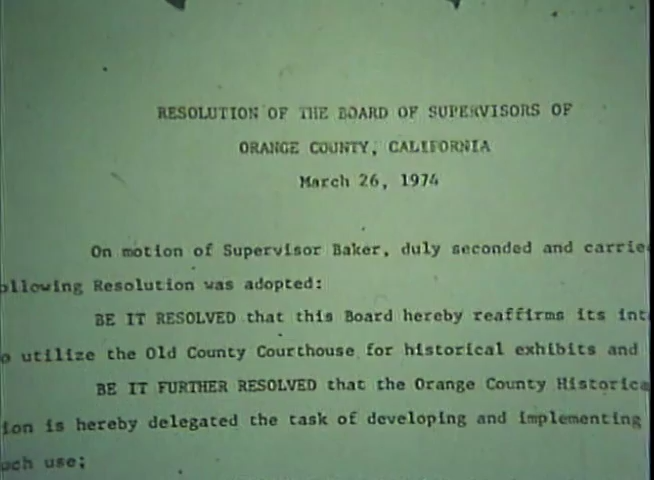 RESOLUTION OF THE BOARD OF SUPERVISORS OF
ORANGE COUNTY, CALIFORNIA
March 26, 1974
On motion of Supervisor Baker, duly seconded and carrie
ollowing Resolution was adopted:
BE IT RESOLVED that this Board hereby reaffirms its int
o utilize the Old County Courthouse for historical exhibits and
BE IT FURTHER RESOLVED that the Orange County Historica
ion is hereby delegated the task of developing and implementing
uch use;